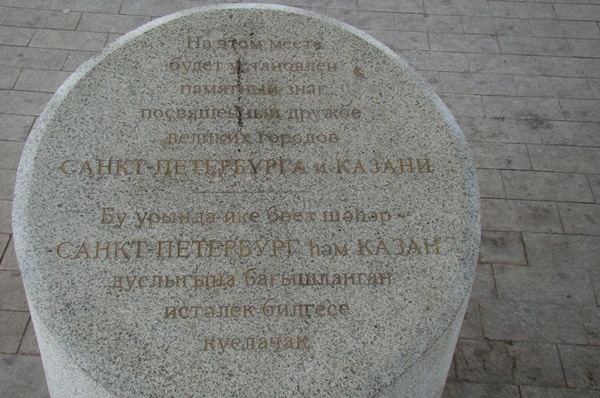 На этом месте
будет установлен
памятный знак,
посвященный дружбе
великих городов
САНКТ-ПЕТЕРБУРГА и КАЗАНИ
Бу урында ике бөек шәһәр -
САНКТ-ПЕТЕРБУРГ һәм КАЗАН
дуслыгына багышланган
истәлек билгесе
куелачак